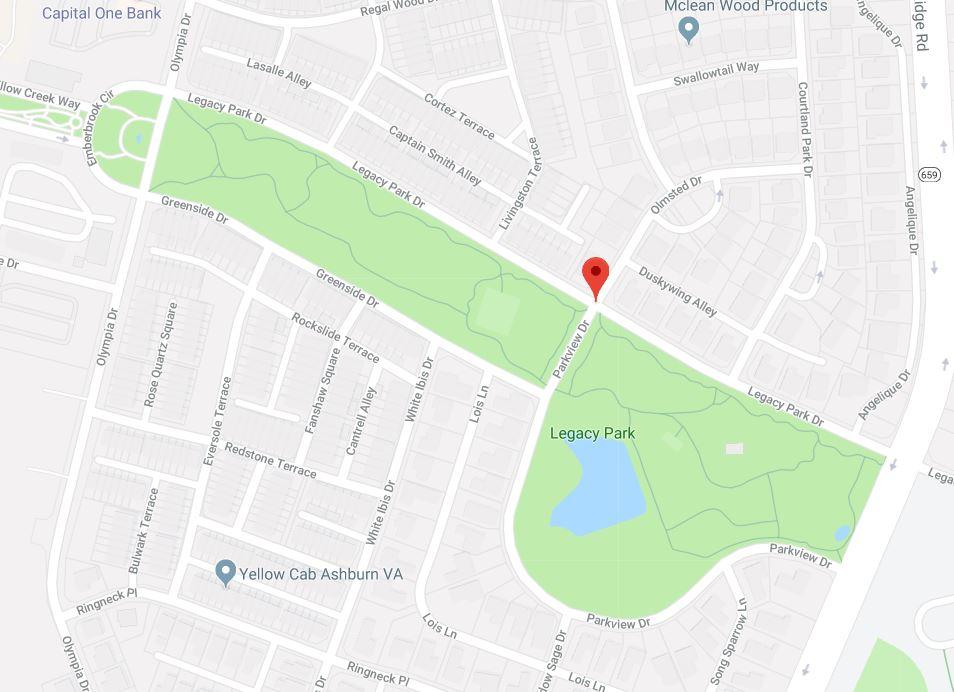 Capital One Bank
Olympia Dr
Regal Wood Dr
Mclean Wood Products
Angelique Dr
idge Rd
Lasalle Alley
Swallowtail Way
llow Creek Way
Emberbrook Cir
Legacy Park Dr
Cortez Terrace
Courtland Park Dr
Captain Smith Alley
Livingston Terrace
659
Legacy Park Dr
Olmsted Dr
Angelique Dr
Greenside Dr
e Dr
Duskywing Alley
Greenside Dr
Olympia Dr
Rose Quartz Square
Rockslide Terrace
Parkview Dr
Fanshaw Square
White Ibis Dr
Lois Ln
Cantrell Alley
Eversole Terrace
Legacy Park Dr
Angelique Dr
Legacy Park
Redstone Terrace
Lega
White Ibis Dr
Bulwark Terrace
Parkview Dr
Yellow Cab Ashburn VA
Ringneck Pl
Lois Ln
Parkview Dr
Song Sparrow Ln
Olympia Dr
dow Sage Dr
Ringneck Pl
Dr
Lois Ln